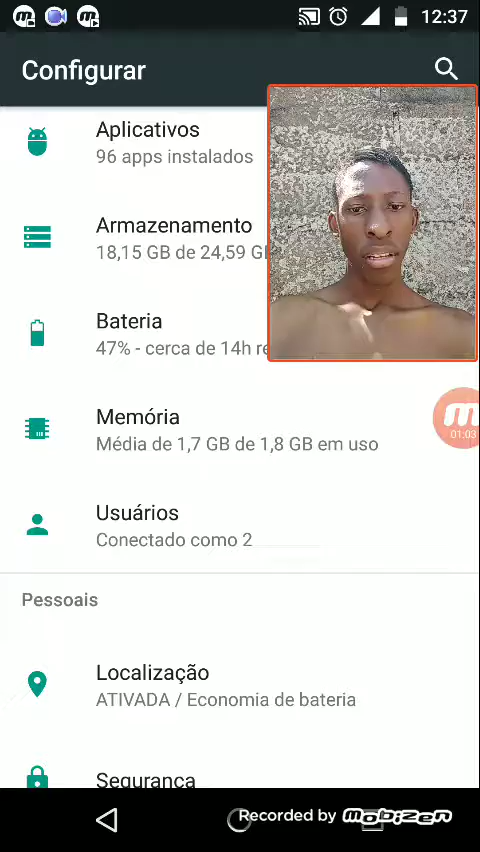 12:37
Configurar
Aplicativos
96 apps instalados
Armazenamento
18,15 GB de 24,59
Bateria
47% - cerca de 14h
Memória
Média de 1,7 GB de 1,8 GB em uso
01:03
Usuários
Conectado como 2
Pessoais
Localização
ATIVADA / Economia de bateria
Segurança
Recorded by mobizen